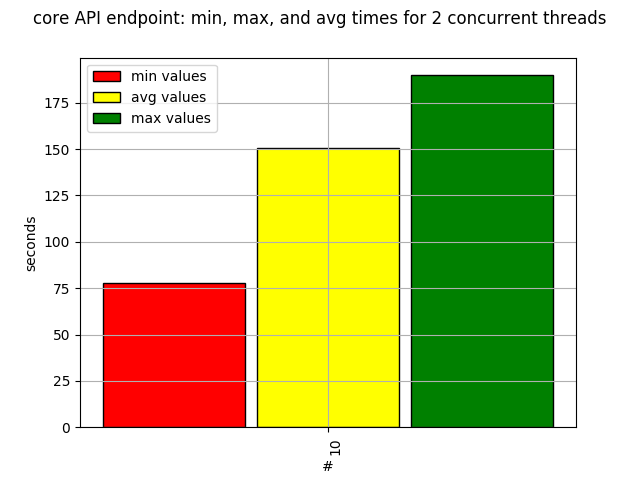 core API endpoint: min, max, and avg times for 2 concurrent threads
min values
avg values
max values
175
150
125
100
75
50
25
0
seconds
10
#